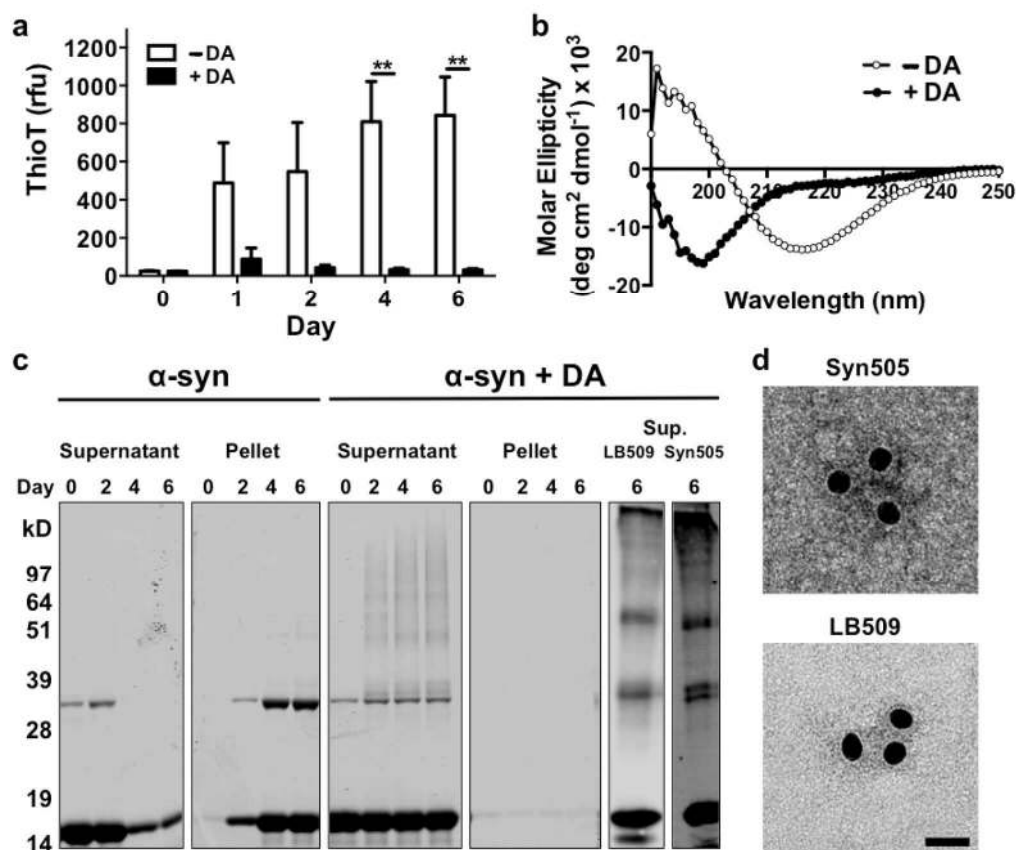 a
ThioT (rfu)
1200
1000
800
600
400
200
0
– DA
+ DA
**
**
0 1 2 4 6
Day
b
Molar Ellipticity
(deg cm² dmol⁻¹) x 10³
20
10
0
-10
-20
– DA
+ DA
200 210 220 230 240 250
Wavelength (nm)
c
α-syn
α-syn + DA
Supernatant
Pellet
Supernatant
Pellet
Sup.
LB509 Syn505
Day 0 2 4 6 0 2 4 6 0 2 4 6 0 2 4 6 6 6
kD
97
64
51
39
28
19
14
d
Syn505
LB509